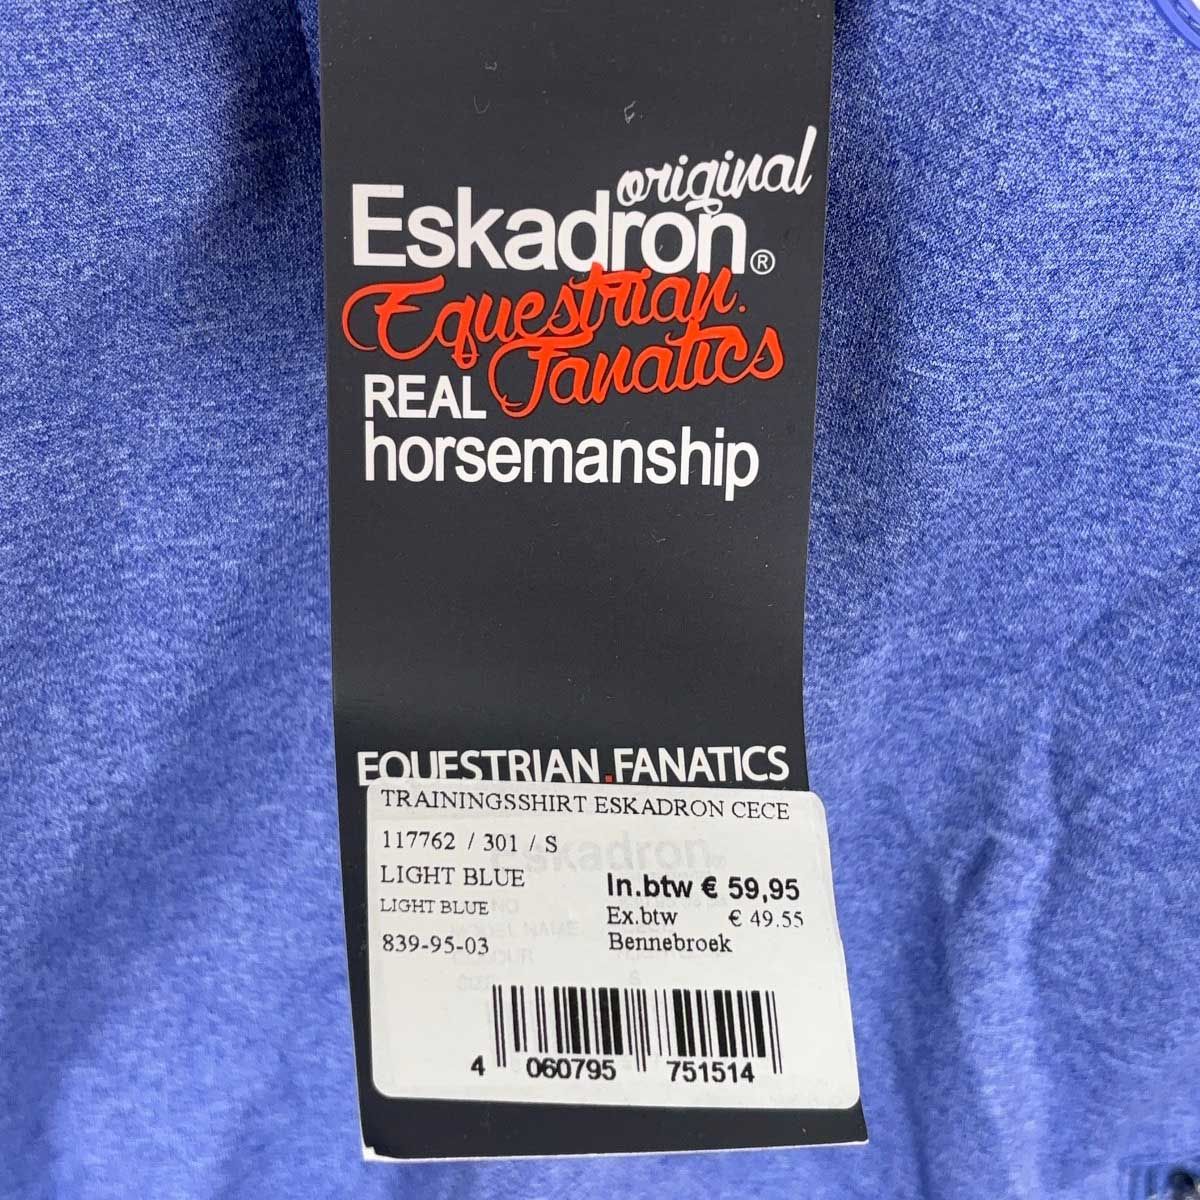 original
Eskadron®
Equestrian.
Fanatics
REAL
horsemanship
EQUESTRIAN.FANATICS
TRAININGSSHIRT ESKADRON CECE
117762 / 301 / S
LIGHT BLUE
In.btw € 59,95
LIGHT BLUE
Ex.btw € 49.55
839-95-03
Bennebroek
4 060795 751514